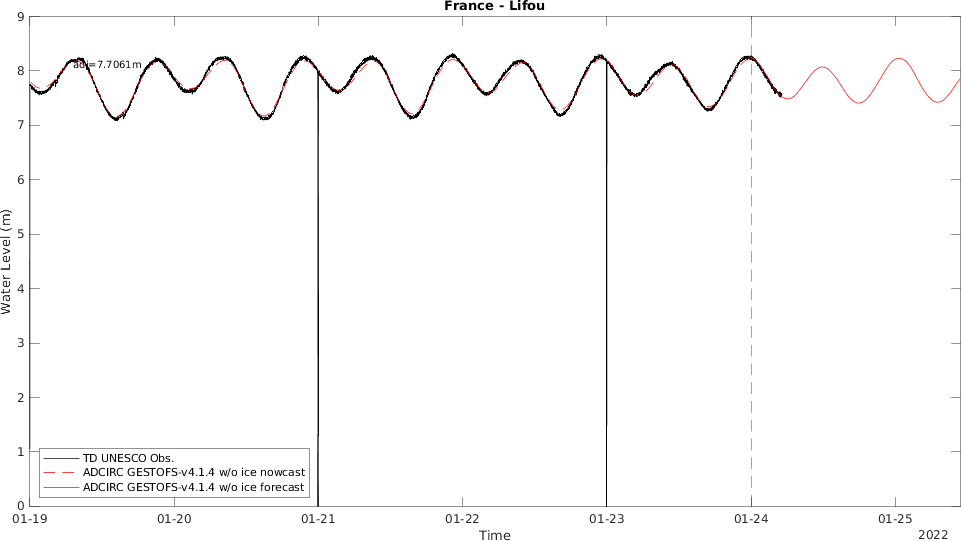 France - Lifou
adj=7.7061m
9
8
7
6
5
4
3
2
1
0
Water Level (m)
TD UNESCO Obs.
ADCIRC GESTOFS-v4.1.4 w/o ice nowcast
ADCIRC GESTOFS-v4.1.4 w/o ice forecast
01-19
01-20
01-21
01-22
01-23
01-24
01-25
Time
2022